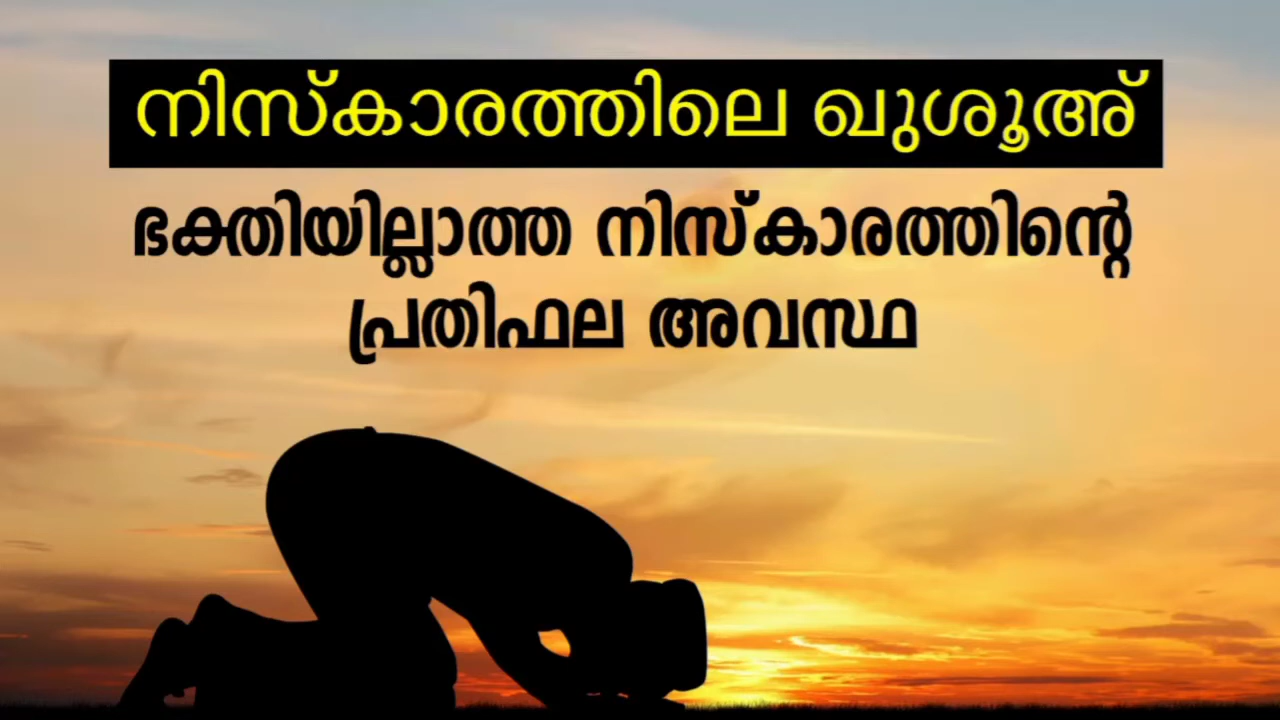 നിസ്കാരത്തിലെ ഖുശൂഅ്
ഭക്തിയില്ലാത്ത നിസ്കാരത്തിന്റെ
പ്രതിഫല അവസ്ഥ